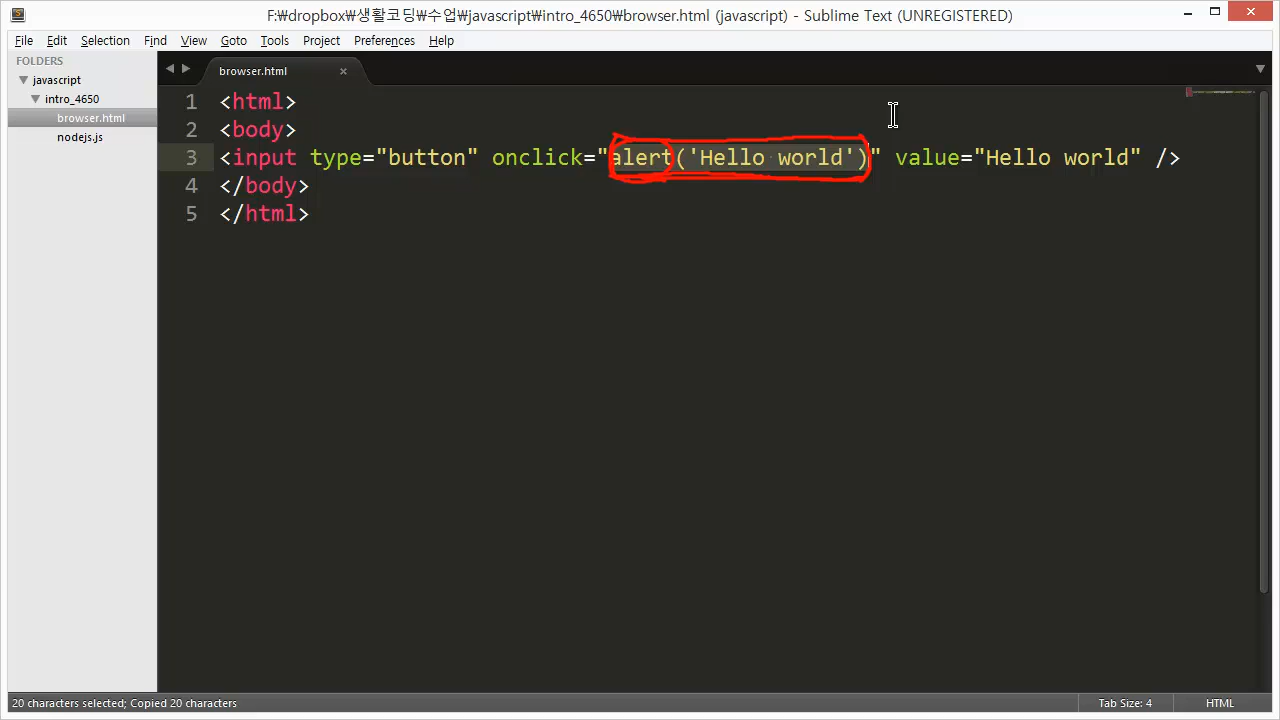 F:₩dropbox₩생활코딩₩수업₩javascript₩intro_4650₩browser.html (javascript) - Sublime Text (UNREGISTERED)
File Edit Selection Find View Goto Tools Project Preferences Help
FOLDERS
javascript
intro_4650
browser.html
nodejs.js
browser.html
1 <html>
2 <body>
3 <input type="button" onclick="alert('Hello world')" value="Hello world" />
4 </body>
5 </html>
20 characters selected; Copied 20 characters
Tab Size: 4
HTML